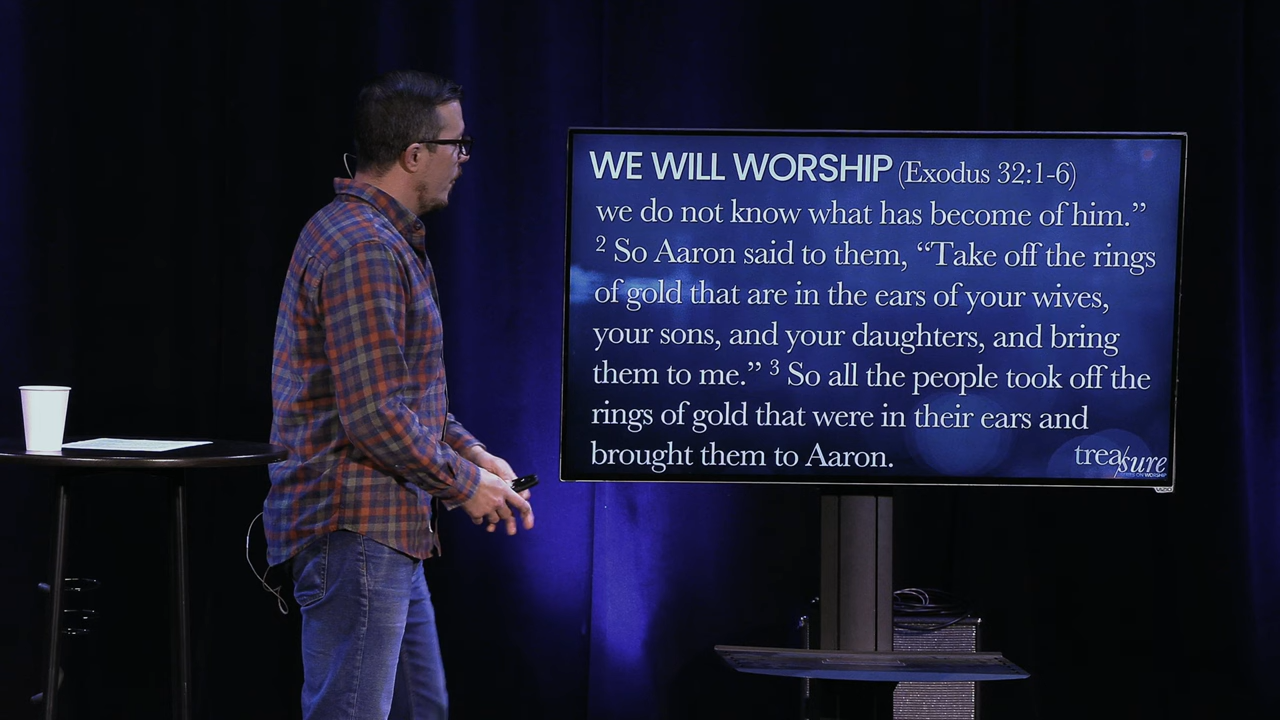 WE WILL WORSHIP (Exodus 32:1-6)
we do not know what has become of him.”
2 So Aaron said to them, “Take off the rings
of gold that are in the ears of your wives,
your sons, and your daughters, and bring
them to me.” 3 So all the people took off the
rings of gold that were in their ears and
brought them to Aaron.
treasure
ON WORSHIP
VIZIO